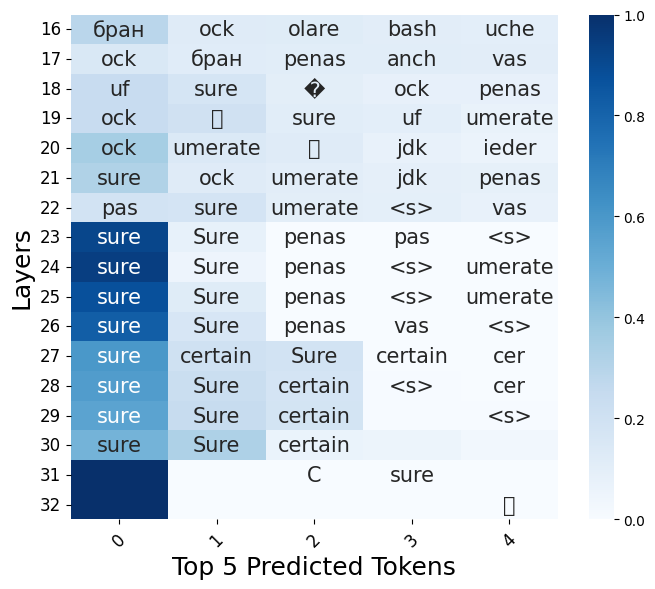 16 бран ock olare bash uche
17 ock бран penas anch vas
18 uf sure � ock penas
19 ock sure uf umerate
20 ock umerate jdk ieder
21 sure ock umerate jdk penas
22 pas sure umerate <s> vas
23 sure Sure penas pas <s>
24 sure Sure penas <s> umerate
25 sure Sure penas <s> umerate
26 sure Sure penas vas <s>
27 sure certain Sure certain cer
28 sure Sure certain <s> cer
29 sure Sure certain <s>
30 sure Sure certain
31 C sure
32
0 1 2 3 4
Top 5 Predicted Tokens
Layers
1.0
0.8
0.6
0.4
0.2
0.0